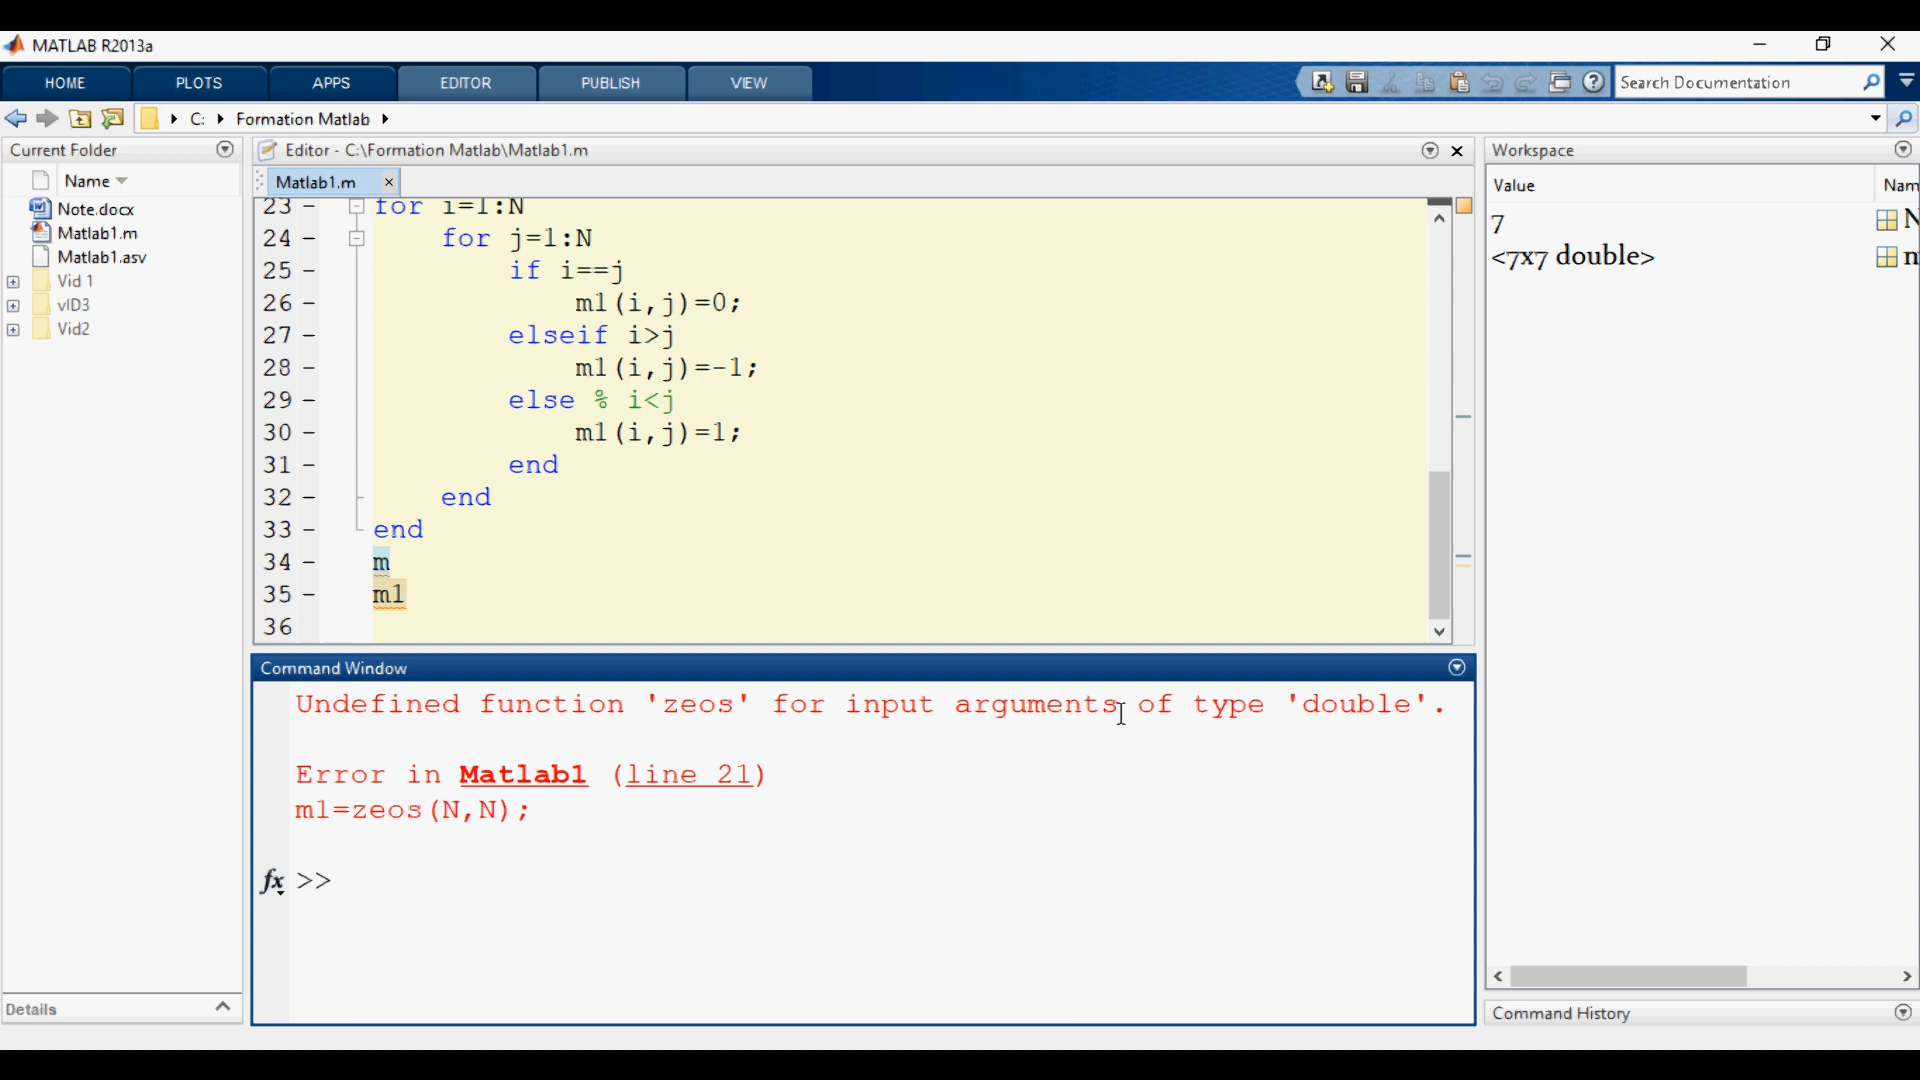 MATLAB R2013a
HOME PLOTS APPS EDITOR PUBLISH VIEW
Search Documentation
C: Formation Matlab
Current Folder
Name
Note.docx
Matlab1.m
Matlab1.asv
Vid 1
vID3
Vid2
Details
Editor - C:\Formation Matlab\Matlab1.m
Matlab1.m
23 - for i=1:N
24 - for j=1:N
25 - if i==j
26 - m1(i,j)=0;
27 - elseif i>j
28 - m1(i,j)=-1;
29 - else % i<j
30 - m1(i,j)=1;
31 - end
32 - end
33 - end
34 - m
35 - m1
36
Command Window
Undefined function 'zeos' for input arguments of type 'double'.
Error in Matlab1 (line 21)
m1=zeos(N,N);
fx >>
Workspace
Value Nam
7 N
<7x7 double> m
Command History